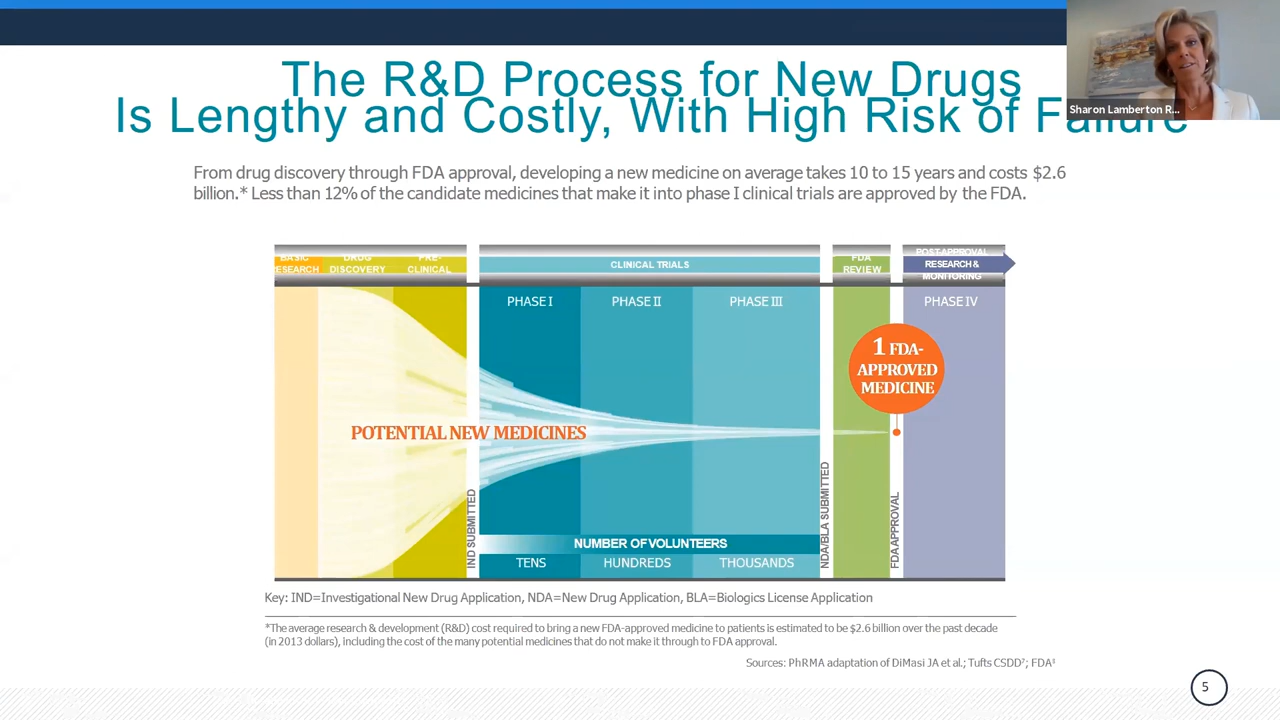 The R&D Process for New Drugs
Is Lengthy and Costly, With High Risk of Failure
Sharon Lamberton R...
From drug discovery through FDA approval, developing a new medicine on average takes 10 to 15 years and costs $2.6
billion.* Less than 12% of the candidate medicines that make it into phase I clinical trials are approved by the FDA.
BASIC
RESEARCH
DRUG
DISCOVERY
PRE-
CLINICAL
CLINICAL TRIALS
FDA
REVIEW
POST-APPROVAL
RESEARCH &
MONITORING
PHASE I
PHASE II
PHASE III
PHASE IV
1 FDA-
APPROVED
MEDICINE
POTENTIAL NEW MEDICINES
IND SUBMITTED
NDA/BLA SUBMITTED
FDA APPROVAL
NUMBER OF VOLUNTEERS
TENS
HUNDREDS
THOUSANDS
Key: IND=Investigational New Drug Application, NDA=New Drug Application, BLA=Biologics License Application
*The average research & development (R&D) cost required to bring a new FDA-approved medicine to patients is estimated to be $2.6 billion over the past decade
(in 2013 dollars), including the cost of the many potential medicines that do not make it through to FDA approval.
Sources: PhRMA adaptation of DiMasi JA et al.; Tufts CSDD²; FDA³
5